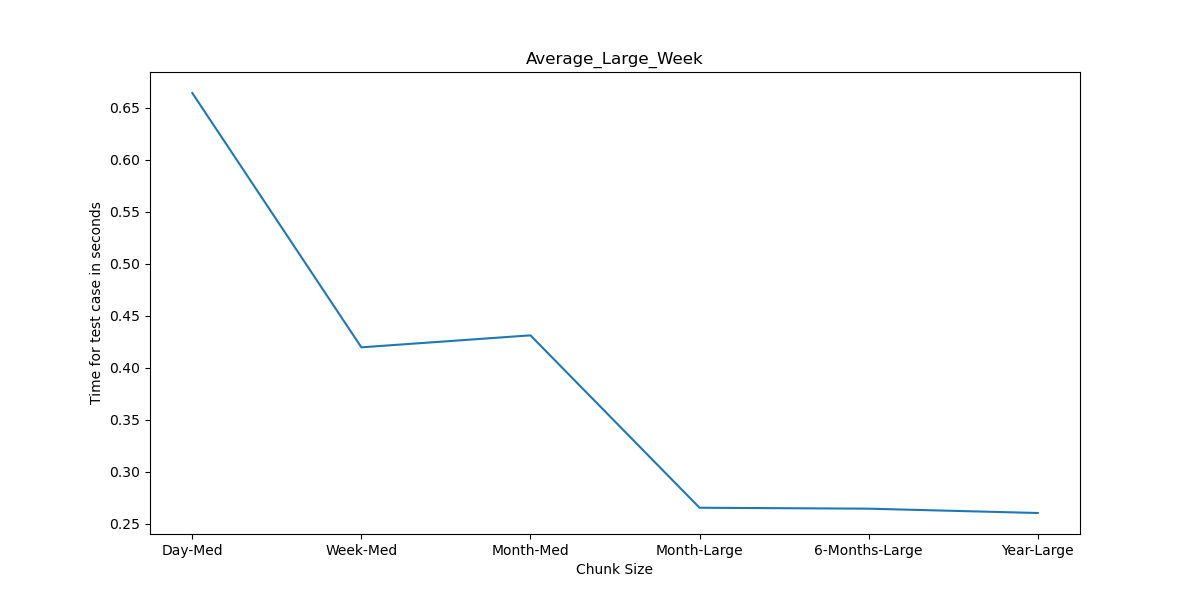 Average_Large_Week
Time for test case in seconds
0.65
0.60
0.55
0.50
0.45
0.40
0.35
0.30
0.25
Day-Med Week-Med Month-Med Month-Large 6-Months-Large Year-Large
Chunk Size